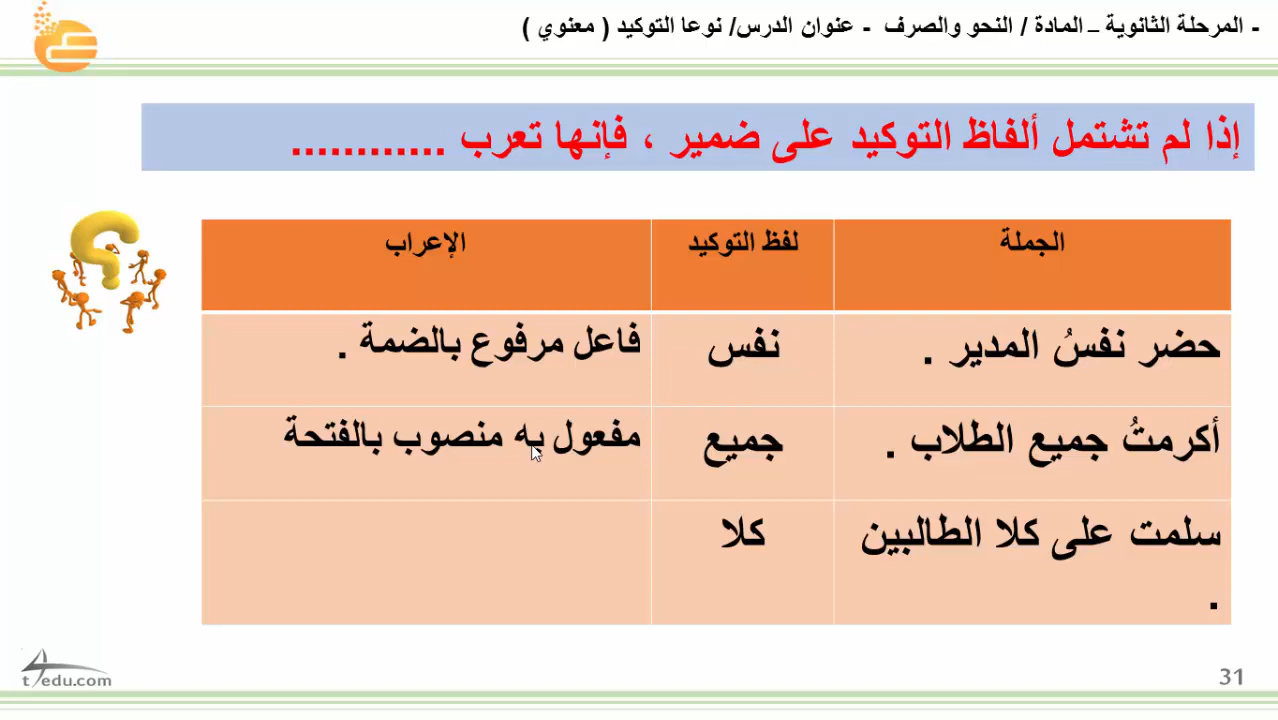 - المرحلة الثانوية – المادة / النحو والصرف - عنوان الدرس/ نوعا التوكيد ( معنوي )
إذا لم تشتمل ألفاظ التوكيد على ضمير ، فإنها تعرب ............
الجملة لفظ التوكيد الإعراب
حضر نفسُ المدير . نفس فاعل مرفوع بالضمة .
أكرمتُ جميع الطلاب . جميع مفعول به منصوب بالفتحة
سلمت على كلا الطالبين كلا
.
t4edu.com
31